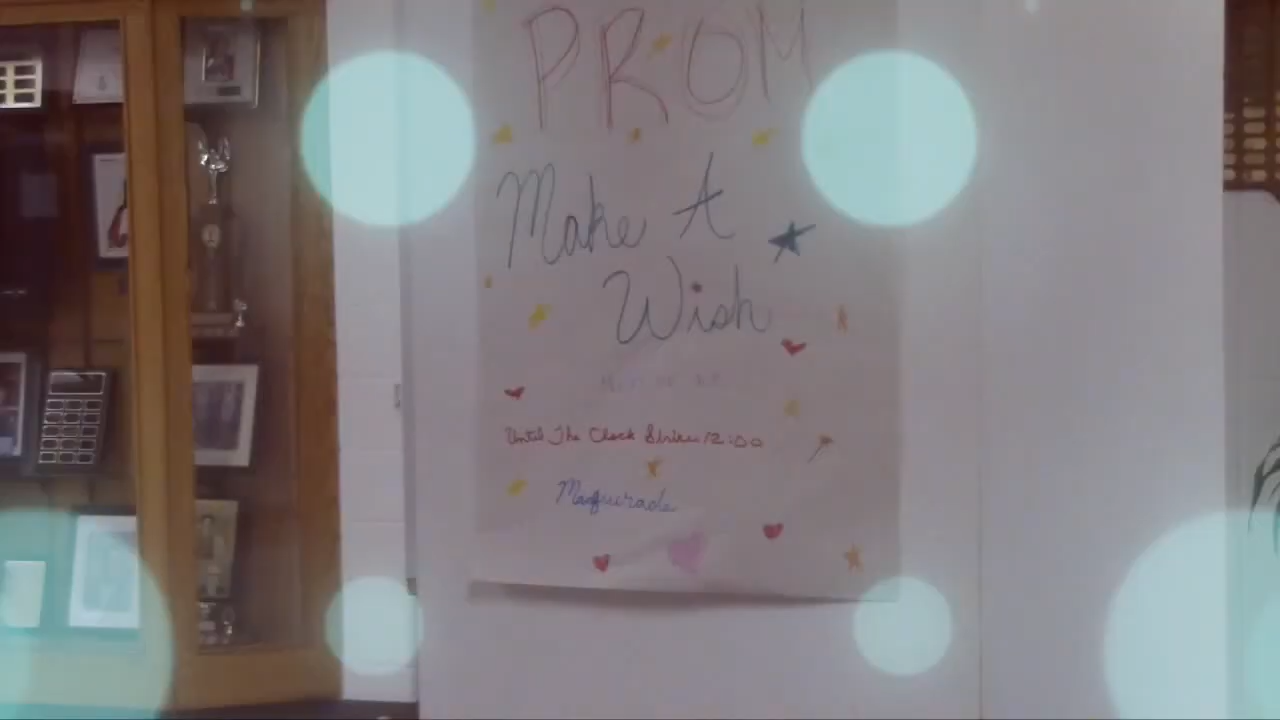 PROM
Make A
Wish
Until The Clock Strikes 12:00
Masquerade